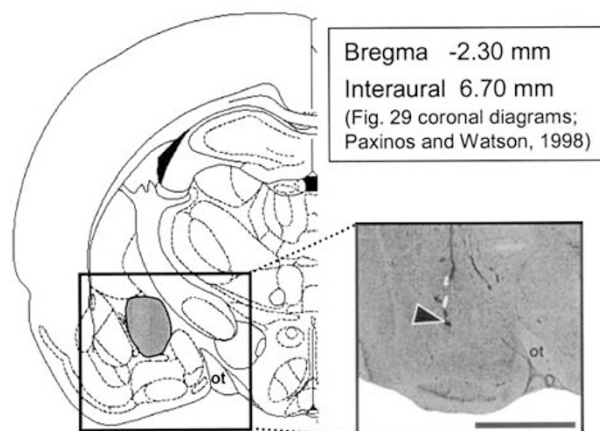 Bregma -2.30 mm
Interaural 6.70 mm
(Fig. 29 coronal diagrams;
Paxinos and Watson, 1998)
ot
ot